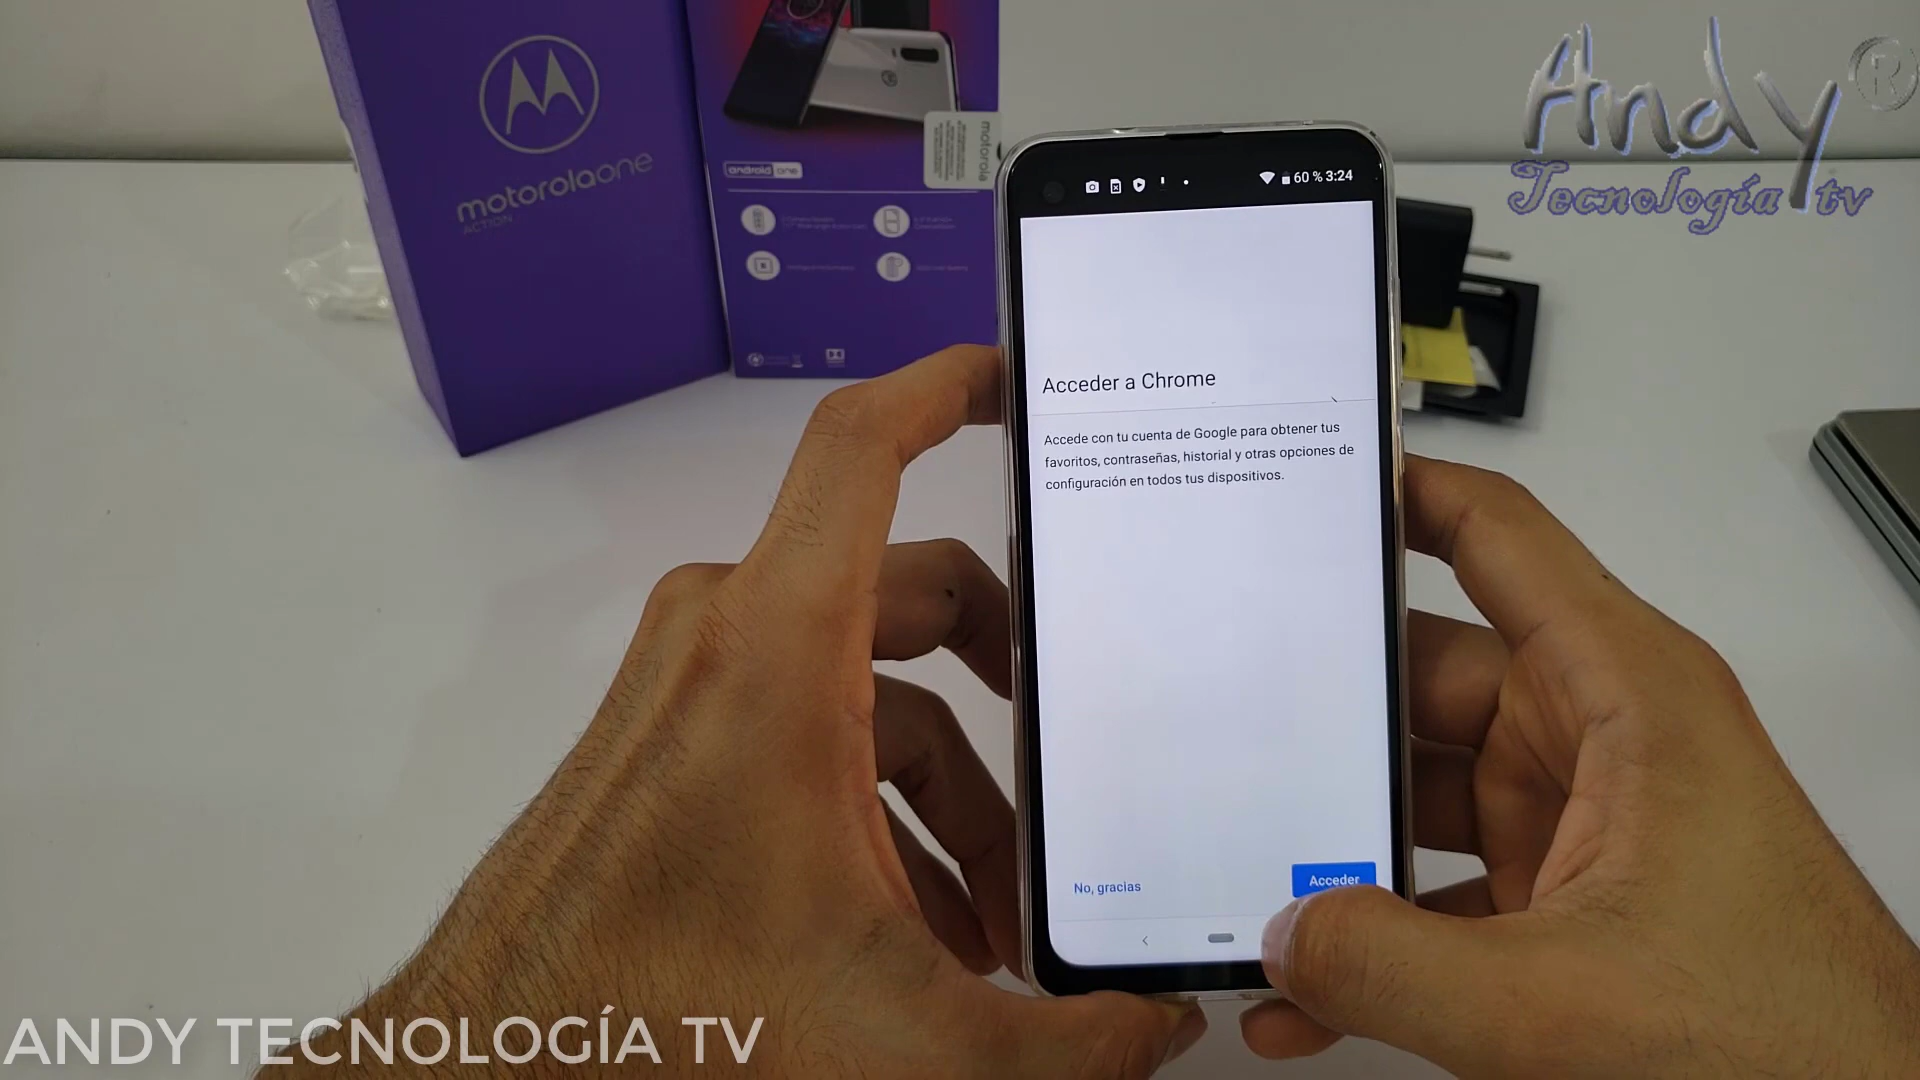 motorola one
ACTION
android one
motorola
Andy ®
Tecnología tv
60 % 3:24
Acceder a Chrome
Accede con tu cuenta de Google para obtener tus
favoritos, contraseñas, historial y otras opciones de
configuración en todos tus dispositivos.
No, gracias
Acceder
ANDY TECNOLOGÍA TV